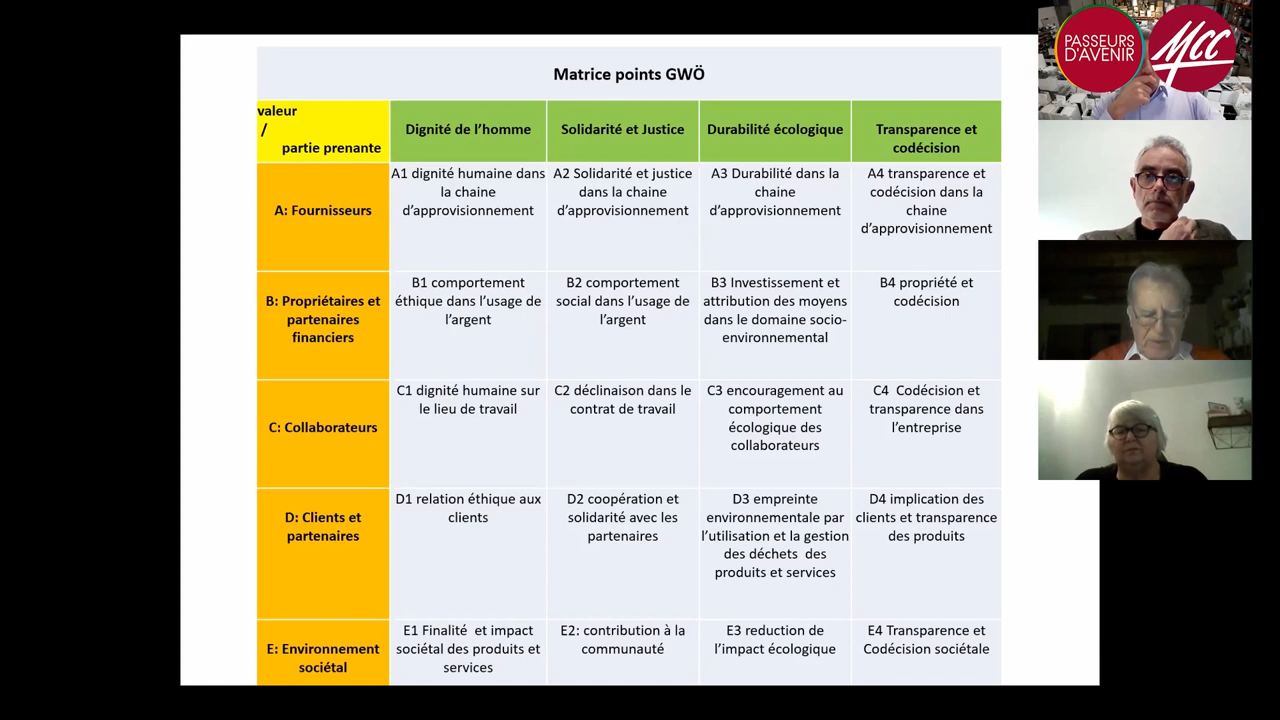 PASSEURS
D'AVENIR
MCC
Matrice points GWÖ
valeur
/
partie prenante
Dignité de l'homme
Solidarité et Justice
Durabilité écologique
Transparence et
codécision
A: Fournisseurs
A1 dignité humaine dans
la chaine
d'approvisionnement
A2 Solidarité et justice
dans la chaine
d'approvisionnement
A3 Durabilité dans la
chaine
d'approvisionnement
A4 transparence et
codécision dans la
chaine
d'approvisionnement
B: Propriétaires et
partenaires
financiers
B1 comportement
éthique dans l'usage de
l'argent
B2 comportement
social dans l'usage de
l'argent
B3 Investissement et
attribution des moyens
dans le domaine socio-
environnemental
B4 propriété et
codécision
C: Collaborateurs
C1 dignité humaine sur
le lieu de travail
C2 déclinaison dans le
contrat de travail
C3 encouragement au
comportement
écologique des
collaborateurs
C4 Codécision et
transparence dans
l'entreprise
D: Clients et
partenaires
D1 relation éthique aux
clients
D2 coopération et
solidarité avec les
partenaires
D3 empreinte
environnementale par
l'utilisation et la gestion
des déchets des
produits et services
D4 implication des
clients et transparence
des produits
E: Environnement
sociétal
E1 Finalité et impact
sociétal des produits et
services
E2: contribution à la
communauté
E3 reduction de
l'impact écologique
E4 Transparence et
Codécision sociétale